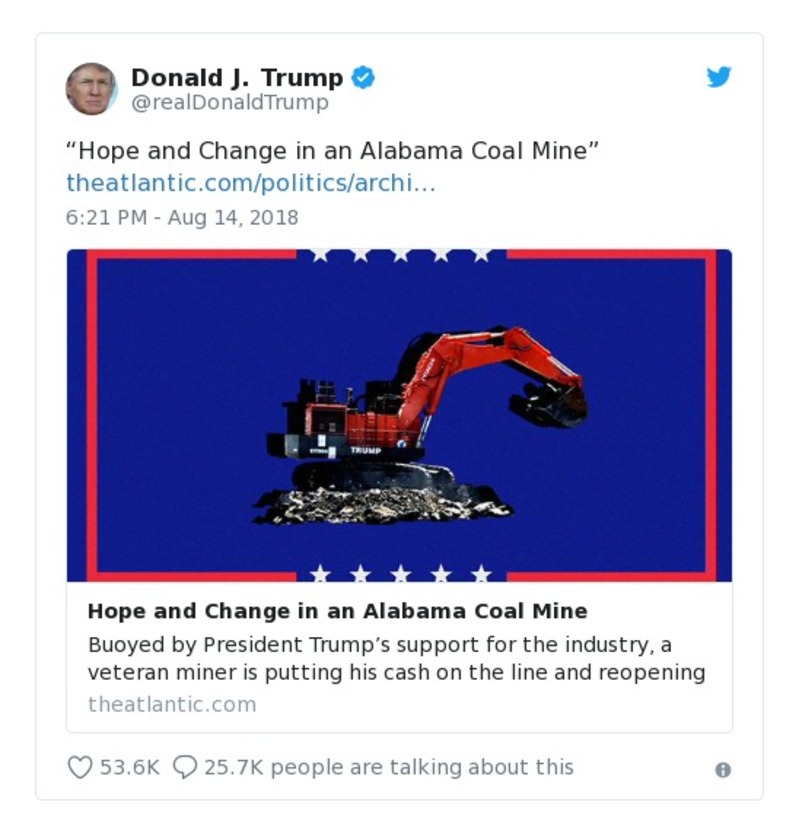 Donald J. Trump
@realDonaldTrump
“Hope and Change in an Alabama Coal Mine”
theatlantic.com/politics/archi…
6:21 PM - Aug 14, 2018
TRUMP
Hope and Change in an Alabama Coal Mine
Buoyed by President Trump’s support for the industry, a
veteran miner is putting his cash on the line and reopening
theatlantic.com
53.6K 25.7K people are talking about this